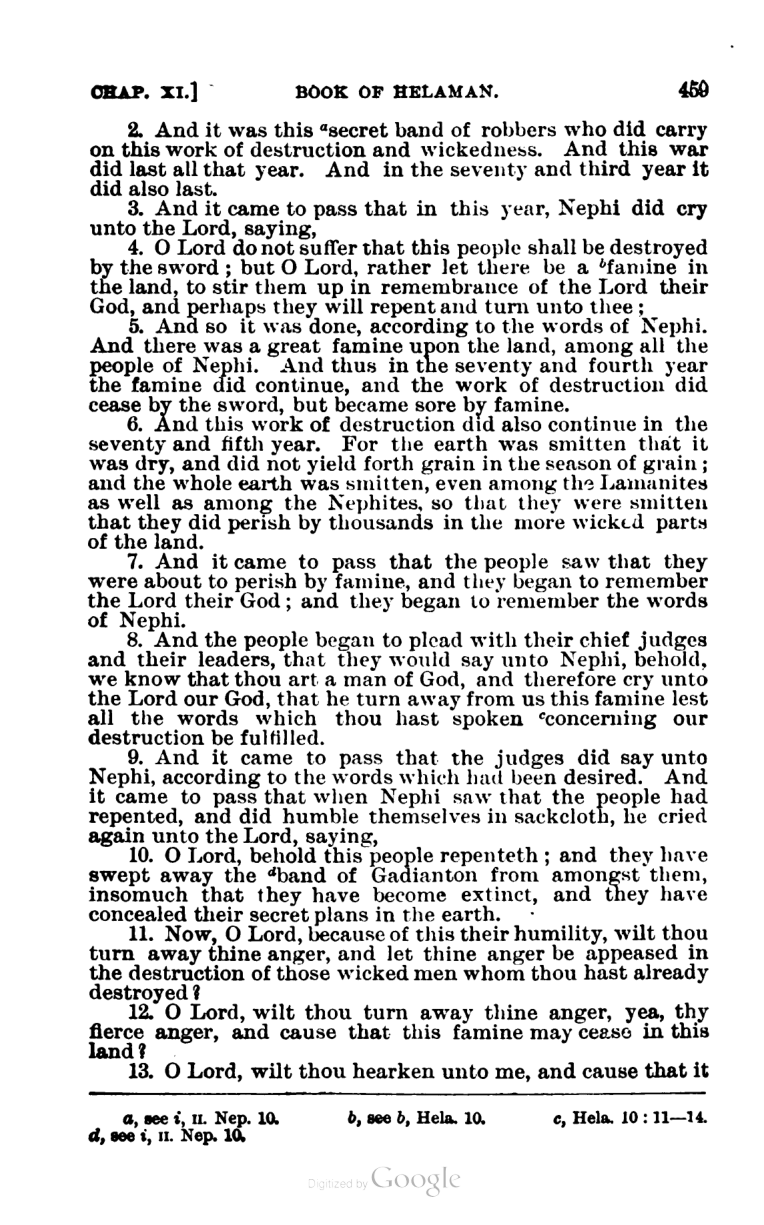 CHAP. XI.] BOOK OF HELAMAN. 459
2. And it was this ᵃsecret band of robbers who did carry
on this work of destruction and wickedness. And this war
did last all that year. And in the seventy and third year it
did also last.
3. And it came to pass that in this year, Nephi did cry
unto the Lord, saying,
4. O Lord do not suffer that this people shall be destroyed
by the sword ; but O Lord, rather let there be a ᵇfamine in
the land, to stir them up in remembrance of the Lord their
God, and perhaps they will repent and turn unto thee ;
5. And so it was done, according to the words of Nephi.
And there was a great famine upon the land, among all the
people of Nephi. And thus in the seventy and fourth year
the famine did continue, and the work of destruction did
cease by the sword, but became sore by famine.
6. And this work of destruction did also continue in the
seventy and fifth year. For the earth was smitten that it
was dry, and did not yield forth grain in the season of grain ;
and the whole earth was smitten, even among the Lamanites
as well as among the Nephites, so that they were smitten
that they did perish by thousands in the more wicked parts
of the land.
7. And it came to pass that the people saw that they
were about to perish by famine, and they began to remember
the Lord their God ; and they began to remember the words
of Nephi.
8. And the people began to plead with their chief judges
and their leaders, that they would say unto Nephi, behold,
we know that thou art a man of God, and therefore cry unto
the Lord our God, that he turn away from us this famine lest
all the words which thou hast spoken ᶜconcerning our
destruction be fulfilled.
9. And it came to pass that the judges did say unto
Nephi, according to the words which had been desired. And
it came to pass that when Nephi saw that the people had
repented, and did humble themselves in sackcloth, he cried
again unto the Lord, saying,
10. O Lord, behold this people repenteth ; and they have
swept away the ᵈband of Gadianton from amongst them,
insomuch that they have become extinct, and they have
concealed their secret plans in the earth.
11. Now, O Lord, because of this their humility, wilt thou
turn away thine anger, and let thine anger be appeased in
the destruction of those wicked men whom thou hast already
destroyed ?
12. O Lord, wilt thou turn away thine anger, yea, thy
fierce anger, and cause that this famine may cease in this
land ?
13. O Lord, wilt thou hearken unto me, and cause that it
a, see i, II. Nep. 10. b, see b, Hela. 10. c, Hela. 10 : 11—14.
d, see i, II. Nep. 10.
Digitized by Google